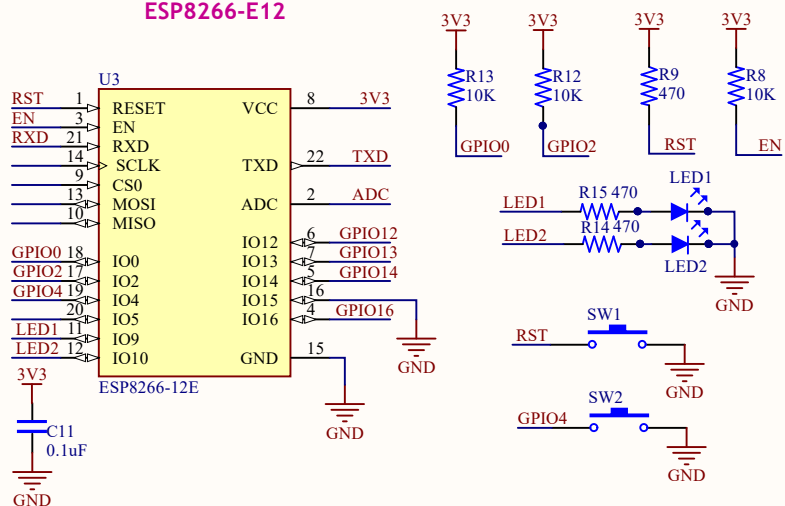 ESP8266-E12
U3
RST 1 RESET VCC 8 3V3
EN 3 EN
RXD 21 RXD
14 SCLK TXD 22 TXD
9 CS0
13 MOSI ADC 2 ADC
10 MISO
IO12 6 GPIO12
GPIO0 18 IO0 IO13 7 GPIO13
GPIO2 17 IO2 IO14 5 GPIO14
GPIO4 19 IO4 IO15 16
20 IO5 IO16 4 GPIO16
LED1 11 IO9
LED2 12 IO10 GND 15
ESP8266-12E
GND
GND
3V3
C11
0.1uF
GND
3V3 3V3 3V3 3V3
R13 R12 R9 R8
10K 10K 470 10K
GPIO0 GPIO2 RST EN
LED1 R15 470 LED1
LED2 R14 470 LED2
GND
SW1
RST
GND
SW2
GPIO4
GND